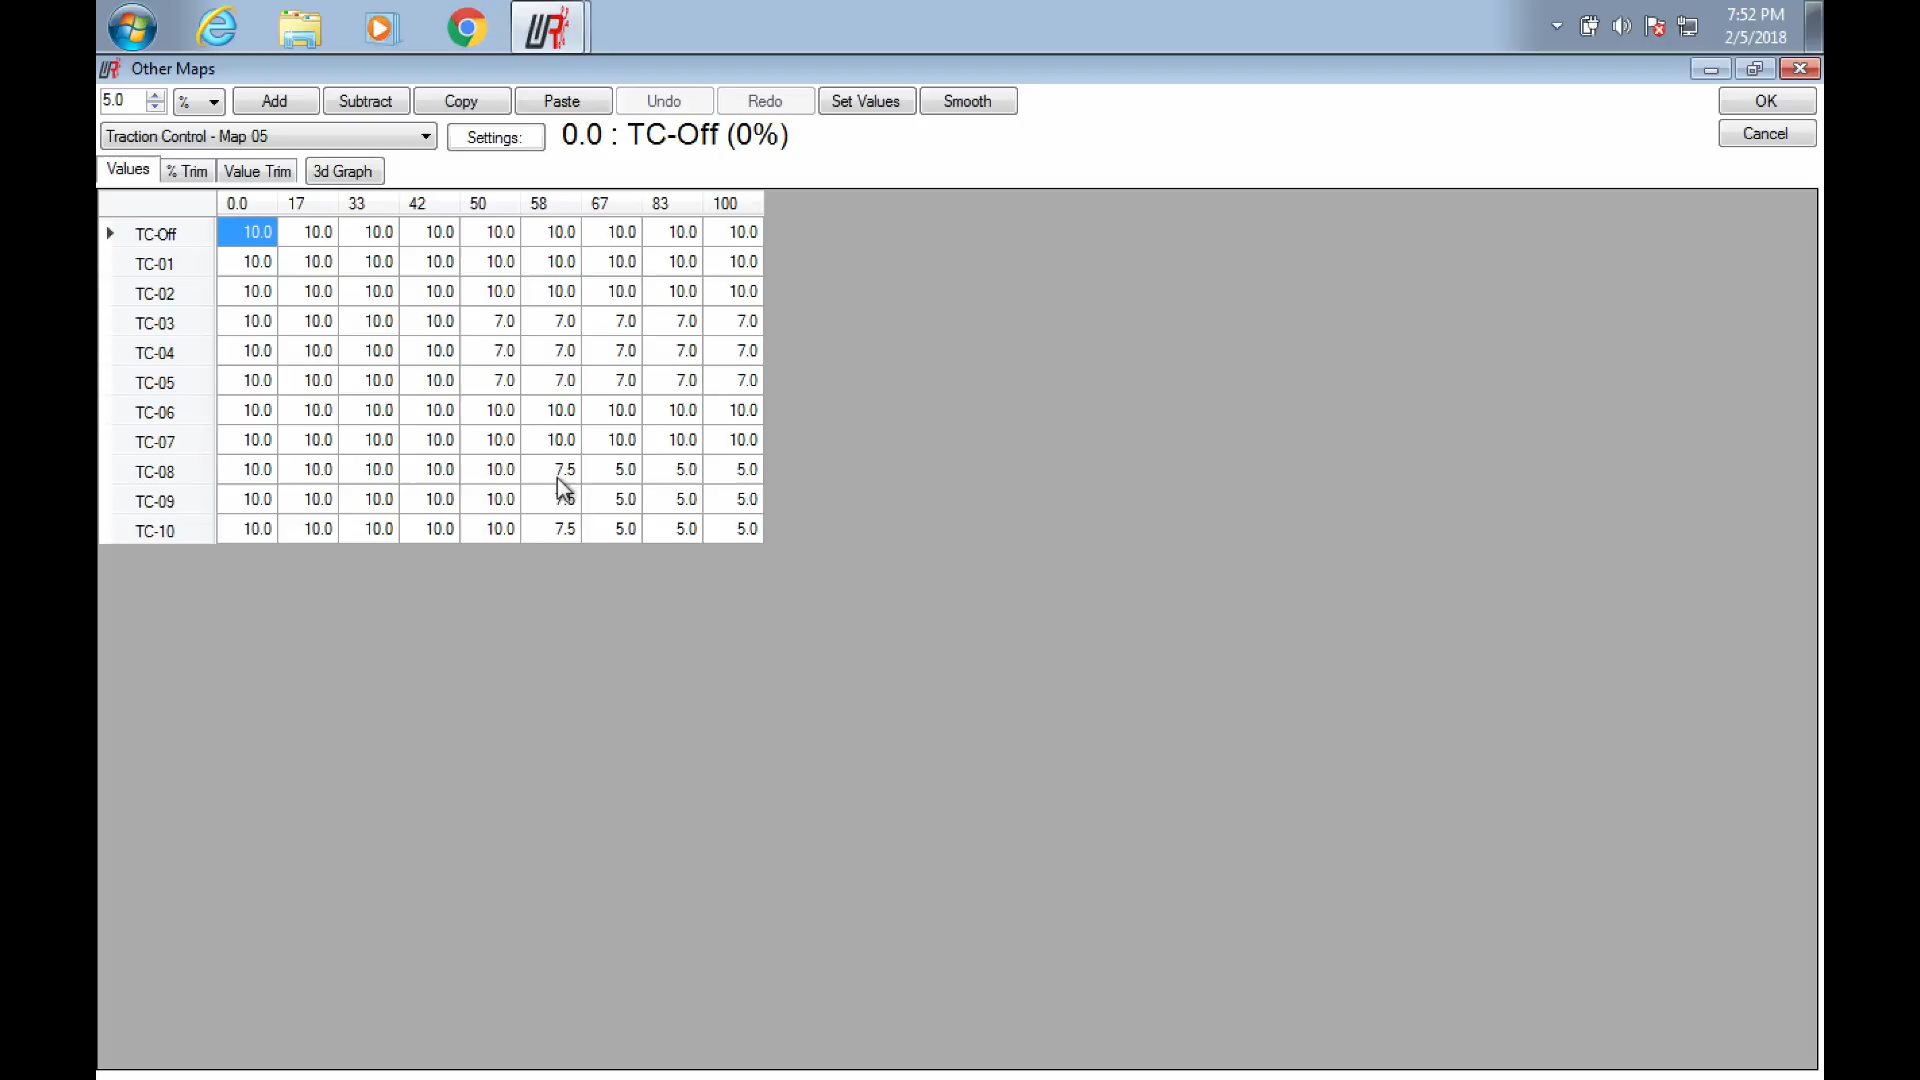 7:52 PM
2/5/2018
Other Maps
5.0 % Add Subtract Copy Paste Undo Redo Set Values Smooth OK
Traction Control - Map 05 Settings: 0.0 : TC-Off (0%) Cancel
Values % Trim Value Trim 3d Graph
0.0 17 33 42 50 58 67 83 100
TC-Off 10.0 10.0 10.0 10.0 10.0 10.0 10.0 10.0 10.0
TC-01 10.0 10.0 10.0 10.0 10.0 10.0 10.0 10.0 10.0
TC-02 10.0 10.0 10.0 10.0 10.0 10.0 10.0 10.0 10.0
TC-03 10.0 10.0 10.0 10.0 7.0 7.0 7.0 7.0 7.0
TC-04 10.0 10.0 10.0 10.0 7.0 7.0 7.0 7.0 7.0
TC-05 10.0 10.0 10.0 10.0 7.0 7.0 7.0 7.0 7.0
TC-06 10.0 10.0 10.0 10.0 10.0 10.0 10.0 10.0 10.0
TC-07 10.0 10.0 10.0 10.0 10.0 10.0 10.0 10.0 10.0
TC-08 10.0 10.0 10.0 10.0 10.0 7.5 5.0 5.0 5.0
TC-09 10.0 10.0 10.0 10.0 10.0 7.5 5.0 5.0 5.0
TC-10 10.0 10.0 10.0 10.0 10.0 7.5 5.0 5.0 5.0